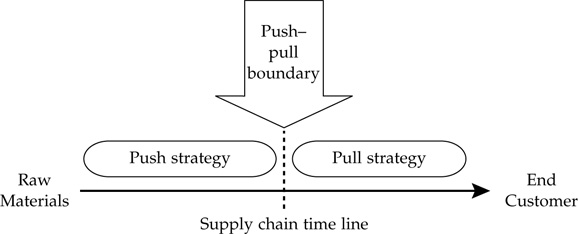 Push–
pull
boundary
Push strategy
Pull strategy
Raw
Materials
End
Customer
Supply chain time line